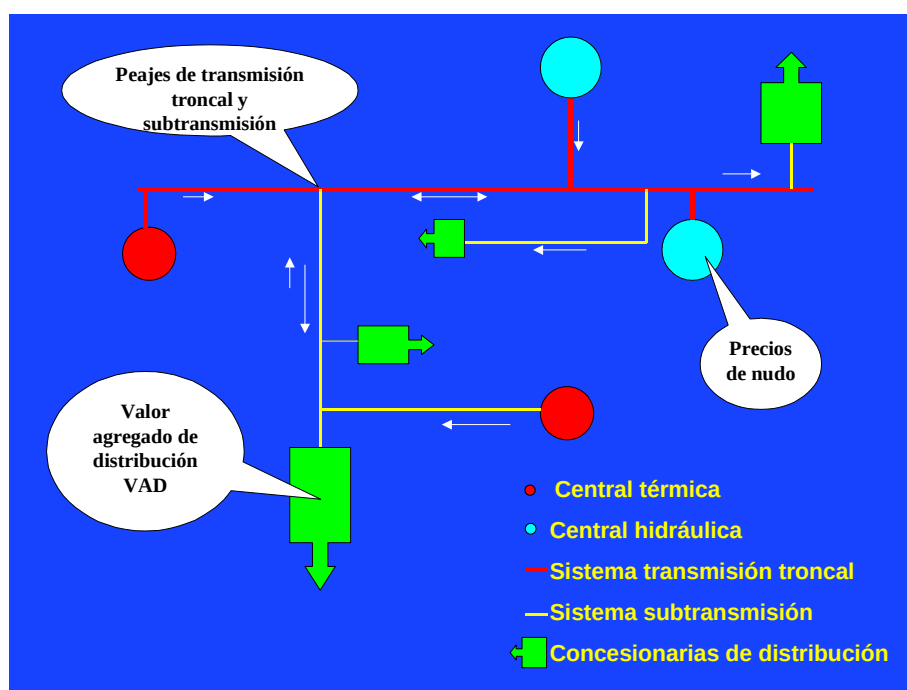 Peajes de transmisión
troncal y
subtransmisión
Precios
de nudo
Valor
agregado de
distribución
VAD
Central térmica
Central hidráulica
Sistema transmisión troncal
Sistema subtransmisión
Concesionarias de distribución